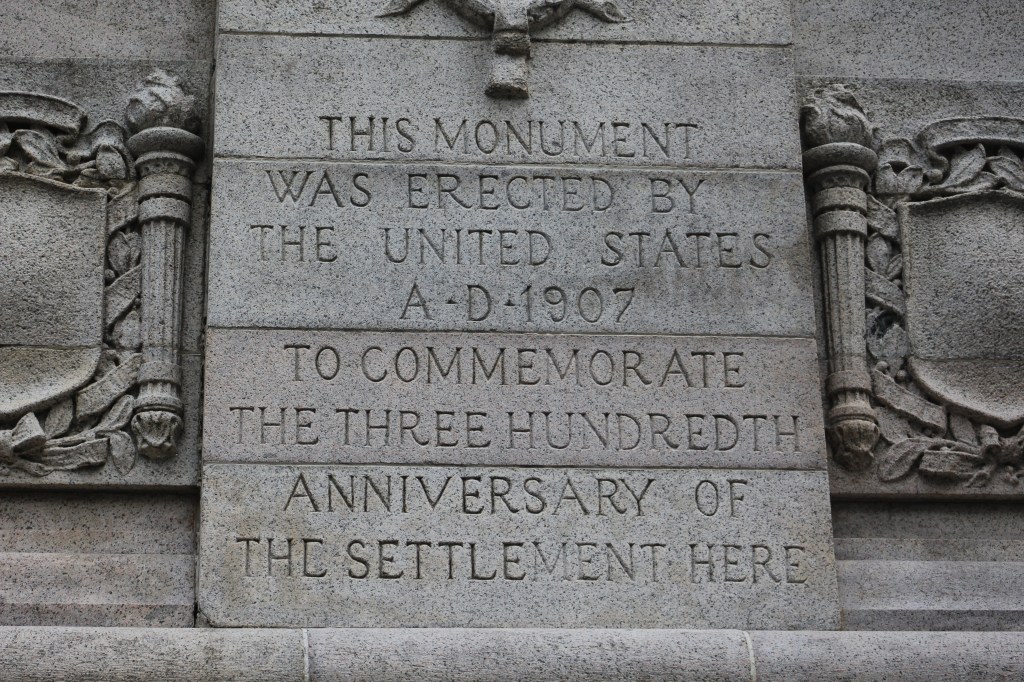 THIS MONUMENT
WAS ERECTED BY
THE UNITED STATES
A·D·1907
TO COMMEMORATE
THE THREE HUNDREDTH
ANNIVERSARY OF
THE SETTLEMENT HERE